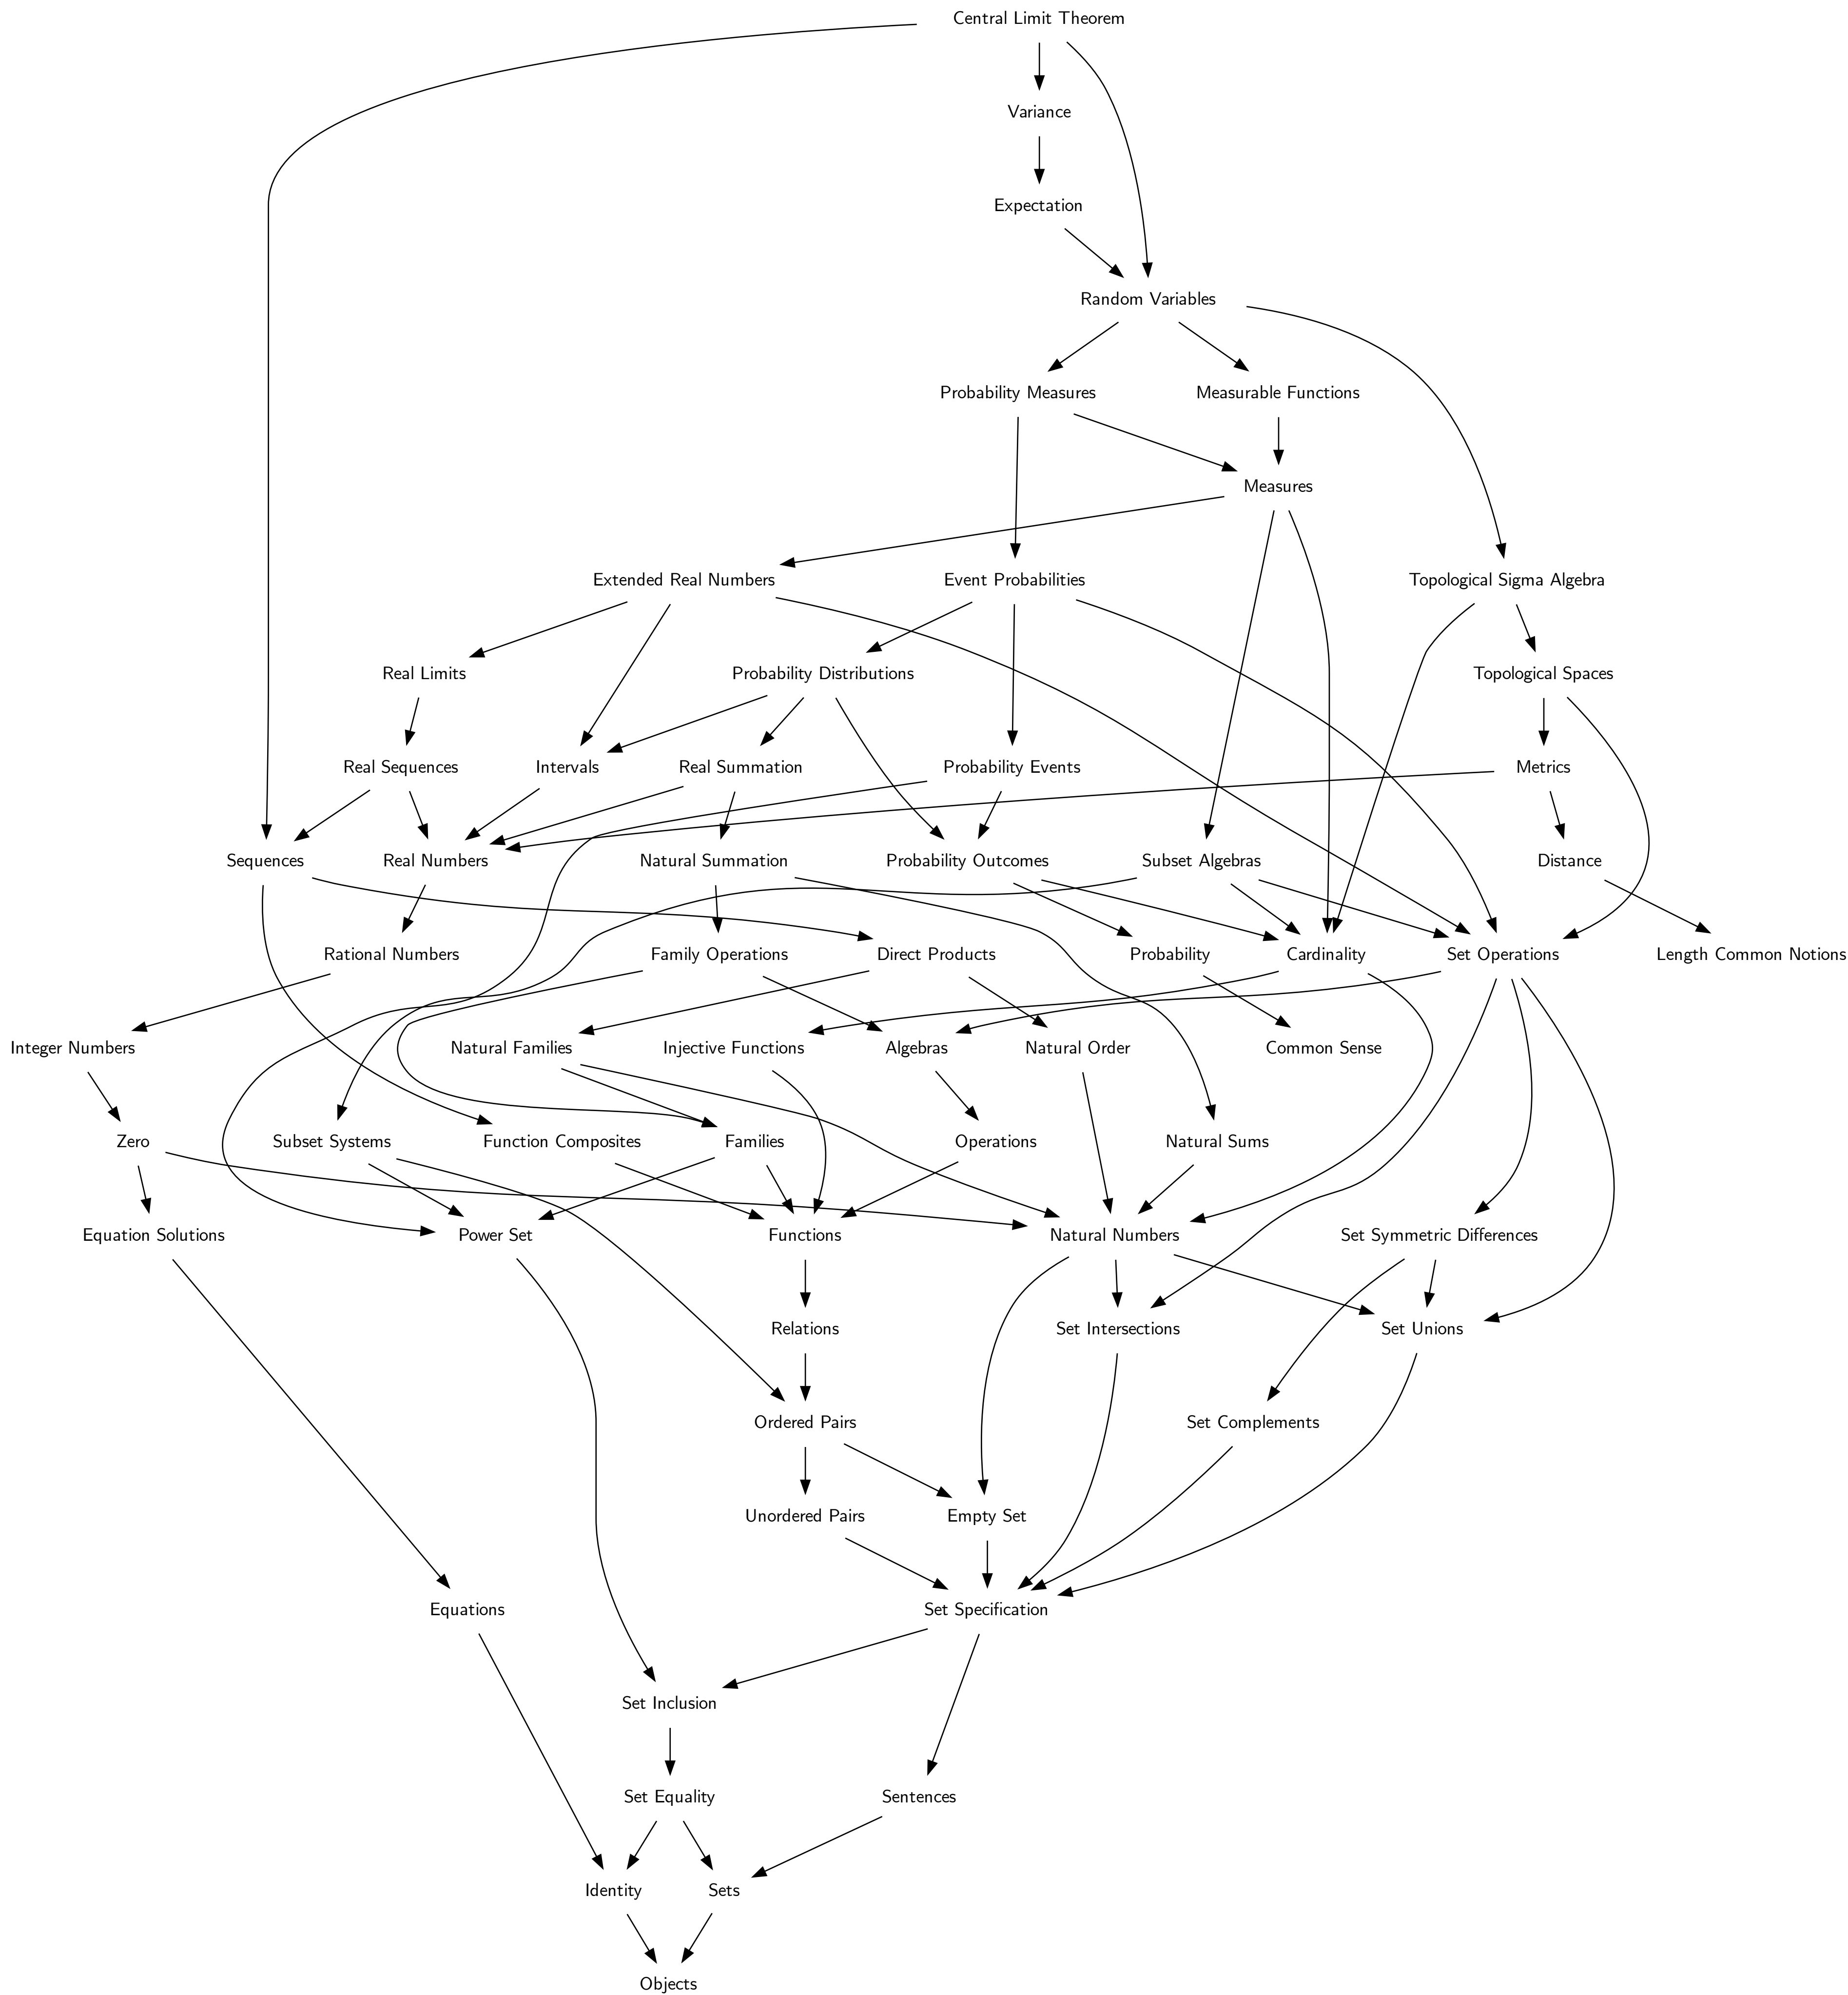 Central Limit Theorem
Variance
Expectation
Random Variables
Probability Measures
Measurable Functions
Measures
Extended Real Numbers
Event Probabilities
Topological Sigma Algebra
Real Limits
Probability Distributions
Topological Spaces
Real Sequences
Intervals
Real Summation
Probability Events
Metrics
Sequences
Real Numbers
Natural Summation
Probability Outcomes
Subset Algebras
Distance
Rational Numbers
Family Operations
Direct Products
Probability
Cardinality
Set Operations
Length Common Notions
Integer Numbers
Natural Families
Injective Functions
Algebras
Natural Order
Common Sense
Zero
Subset Systems
Function Composites
Families
Operations
Natural Sums
Equation Solutions
Power Set
Functions
Natural Numbers
Set Symmetric Differences
Relations
Set Intersections
Set Unions
Ordered Pairs
Set Complements
Unordered Pairs
Empty Set
Equations
Set Specification
Set Inclusion
Set Equality
Sentences
Identity
Sets
Objects